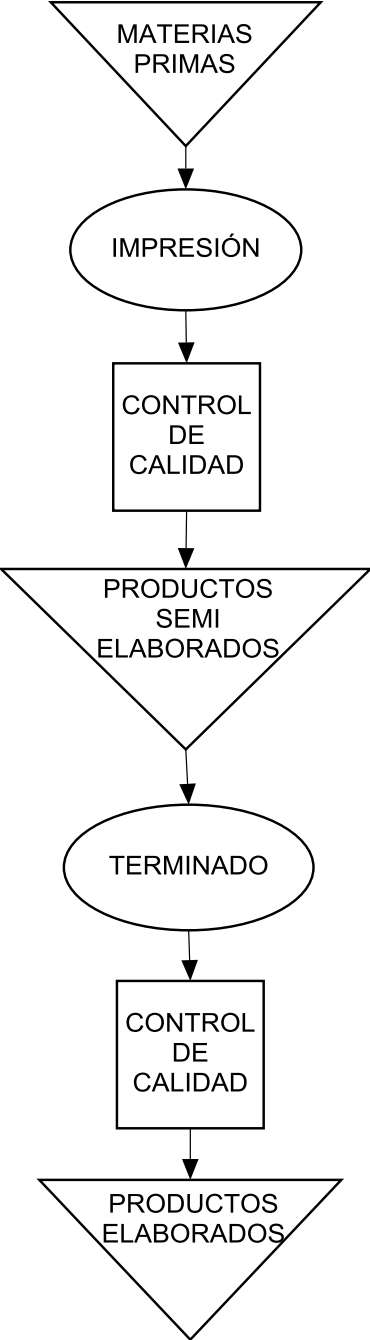 MATERIAS
PRIMAS
IMPRESIÓN
CONTROL
DE
CALIDAD
PRODUCTOS
SEMI
ELABORADOS
TERMINADO
CONTROL
DE
CALIDAD
PRODUCTOS
ELABORADOS